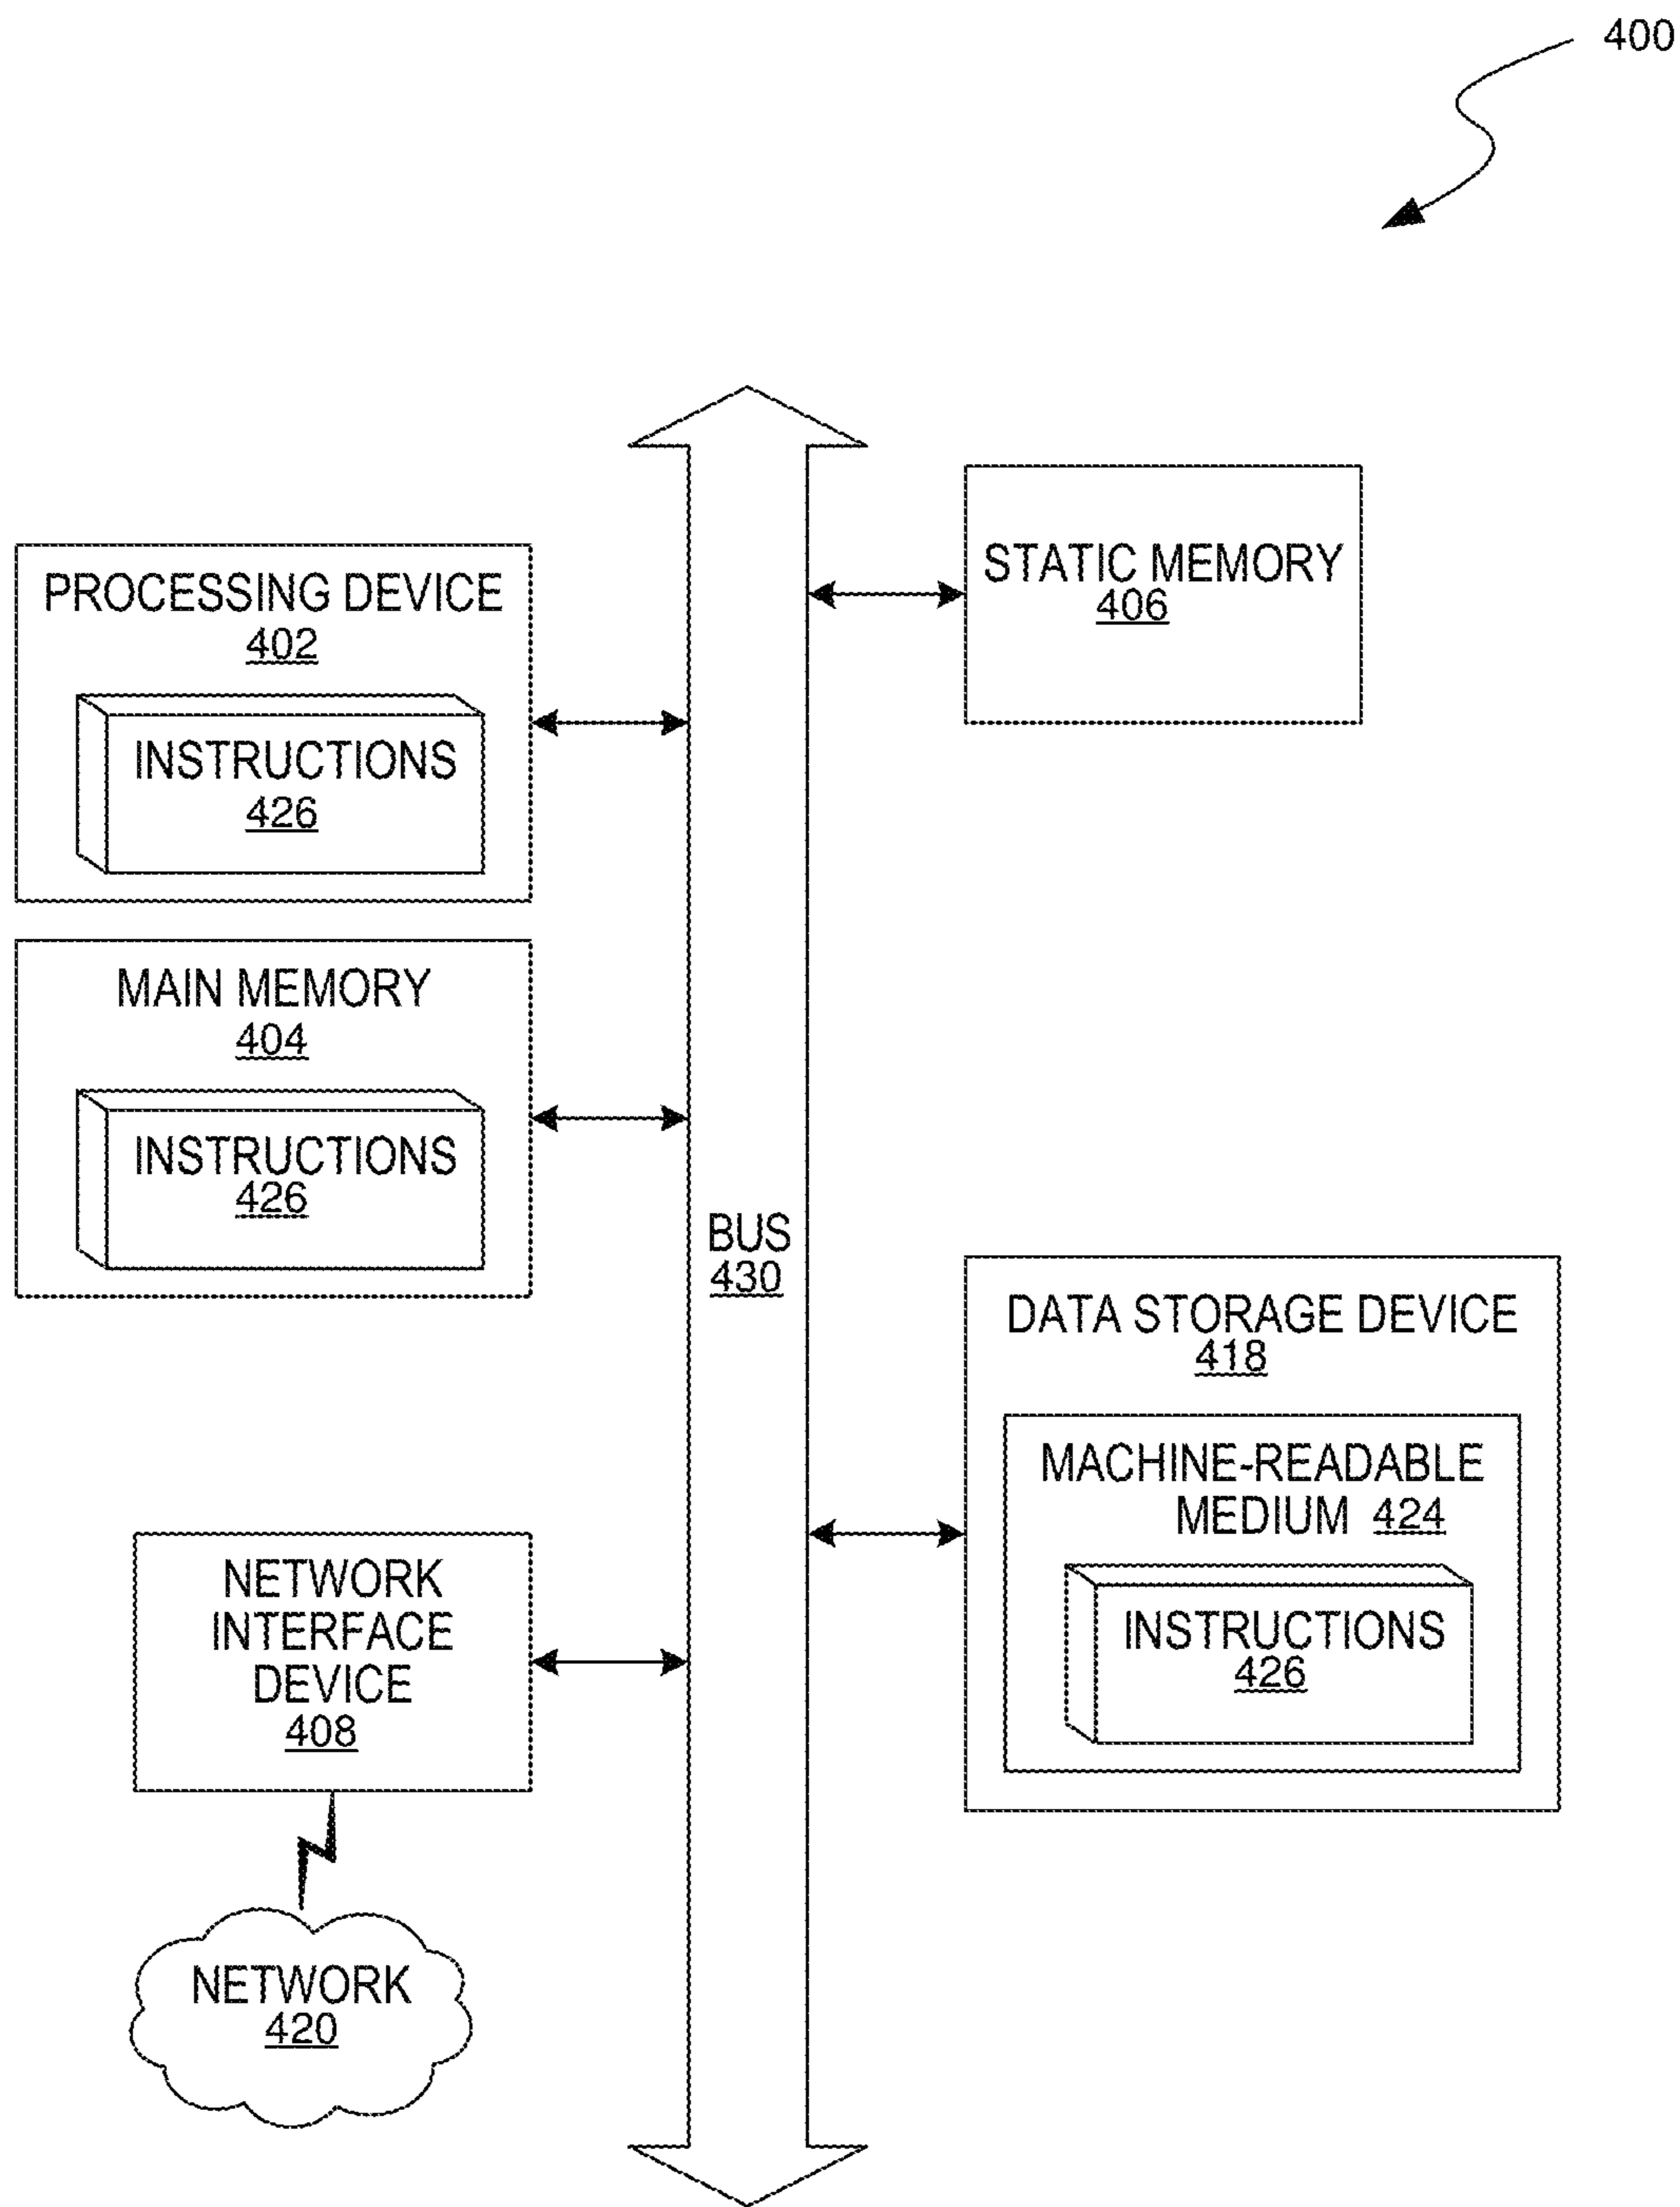 400
PROCESSING DEVICE
402
INSTRUCTIONS
426
STATIC MEMORY
406
MAIN MEMORY
404
INSTRUCTIONS
426
BUS
430
DATA STORAGE DEVICE
418
MACHINE-READABLE
MEDIUM 424
INSTRUCTIONS
426
NETWORK
INTERFACE
DEVICE
408
NETWORK
420